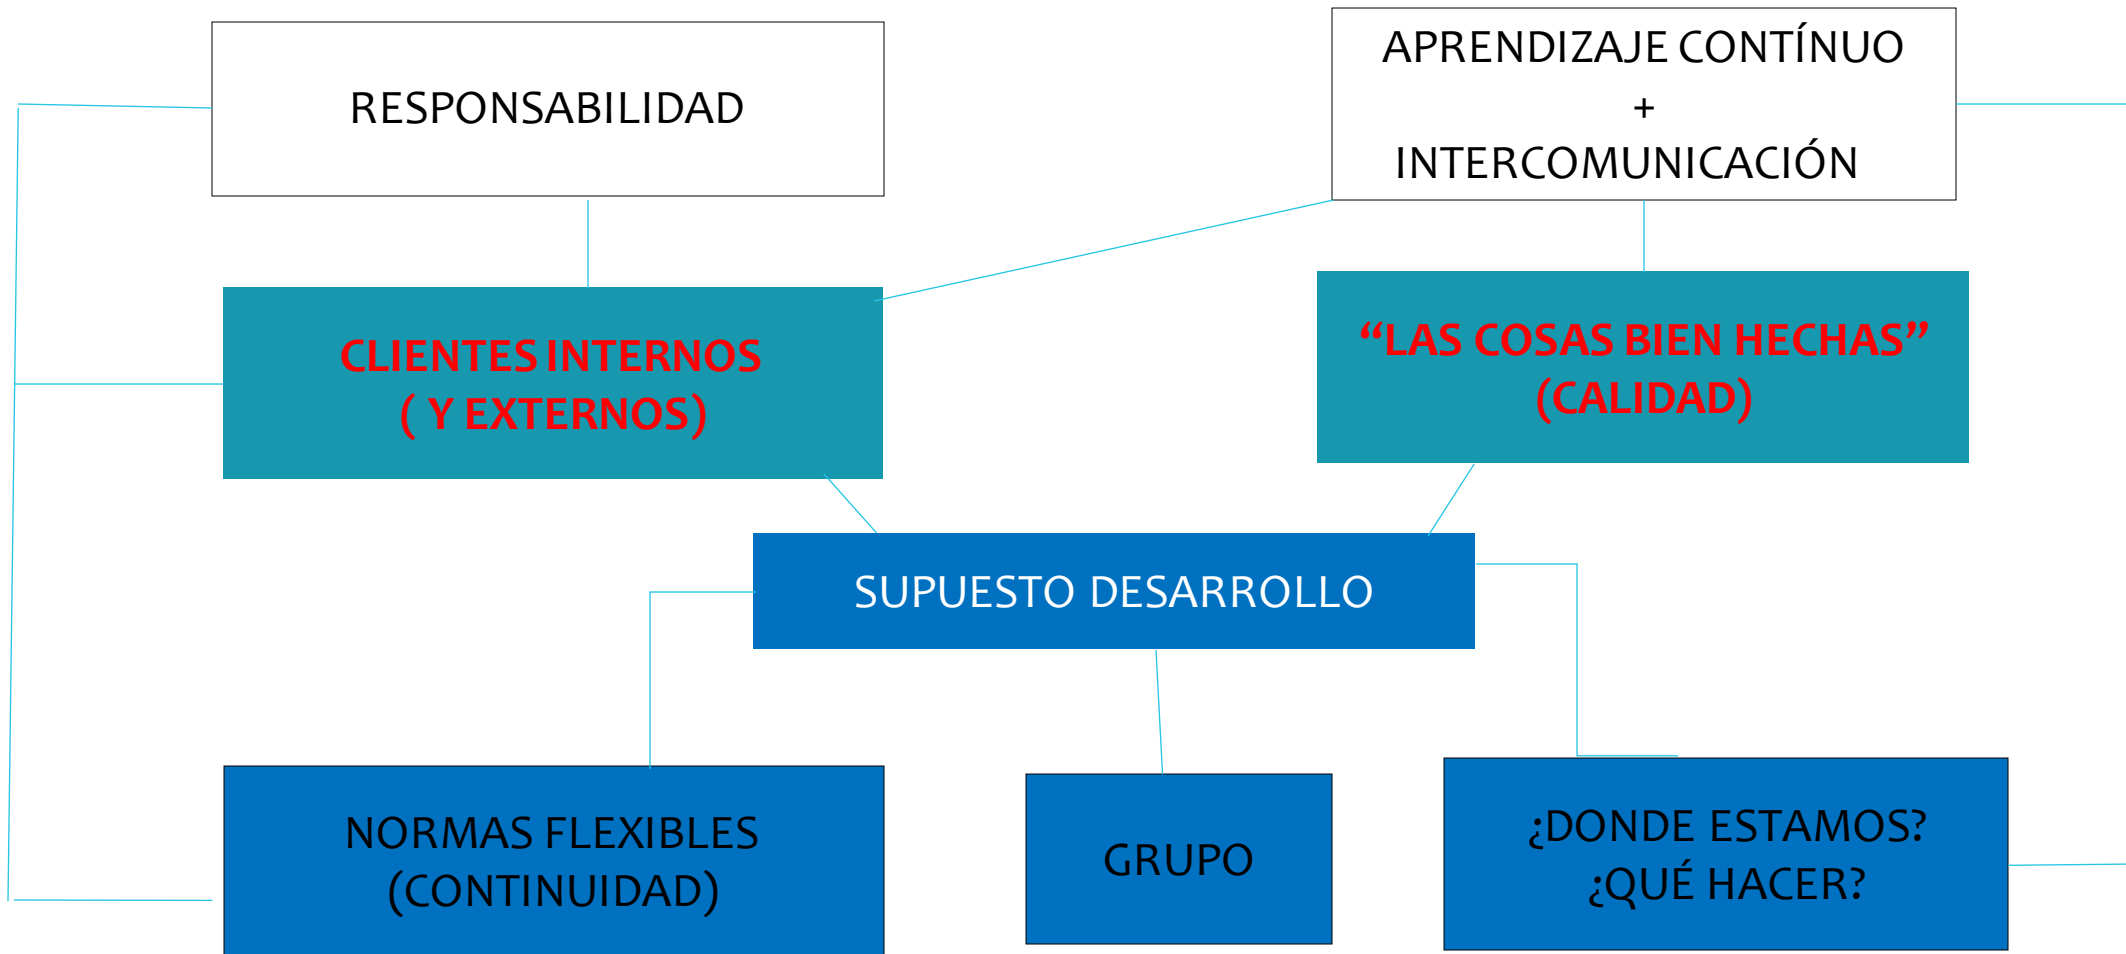 RESPONSABILIDAD
APRENDIZAJE CONTÍNUO
+
INTERCOMUNICACIÓN
CLIENTES INTERNOS
( Y EXTERNOS)
“LAS COSAS BIEN HECHAS”
(CALIDAD)
SUPUESTO DESARROLLO
NORMAS FLEXIBLES
(CONTINUIDAD)
GRUPO
¿DONDE ESTAMOS?
¿QUÉ HACER?